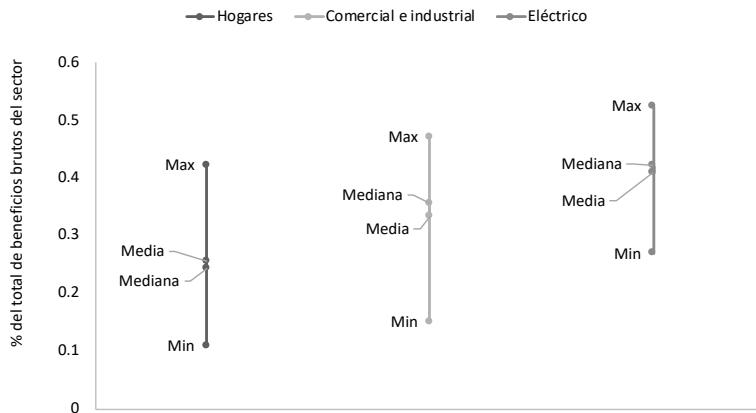 Hogares
Comercial e industrial
Eléctrico
% del total de beneficios brutos del sector
0.6
0.5
0.4
0.3
0.2
0.1
0
Max
Media
Mediana
Min
Max
Mediana
Media
Min
Max
Mediana
Media
Min